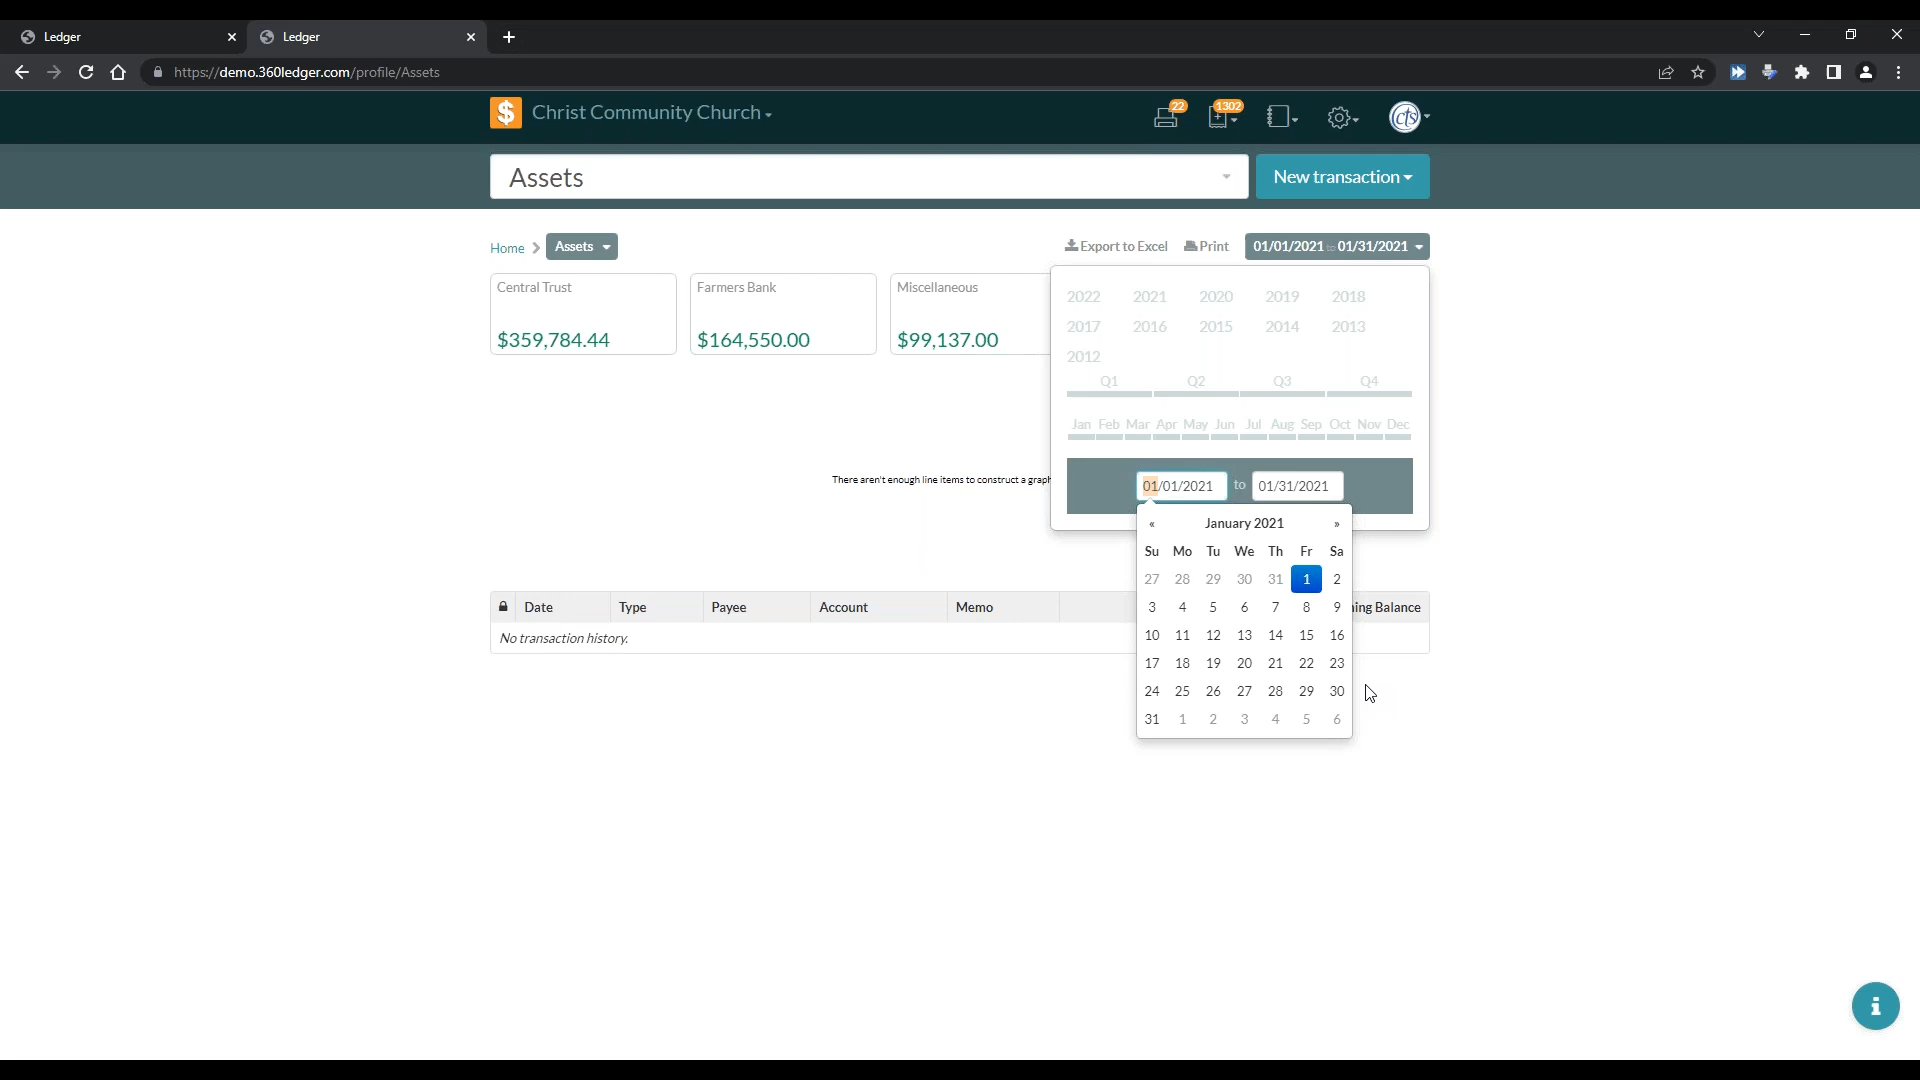 Ledger
Ledger
https://demo.360ledger.com/profile/Assets
$ Christ Community Church
22
1302
cts
Assets
New transaction
Home
Assets
Export to Excel
Print
01/01/2021 to 01/31/2021
Central Trust
Farmers Bank
Miscellaneous
$359,784.44
$164,550.00
$99,137.00
2022 2021 2020 2019 2018
2017 2016 2015 2014 2013
2012
Q1 Q2 Q3 Q4
Jan Feb Mar Apr May Jun Jul Aug Sep Oct Nov Dec
There aren't enough line items to construct a graph
01/01/2021 to 01/31/2021
« January 2021 »
Su Mo Tu We Th Fr Sa
27 28 29 30 31 1 2
3 4 5 6 7 8 9
10 11 12 13 14 15 16
17 18 19 20 21 22 23
24 25 26 27 28 29 30
31 1 2 3 4 5 6
Date Type Payee Account Memo ing Balance
No transaction history.
i